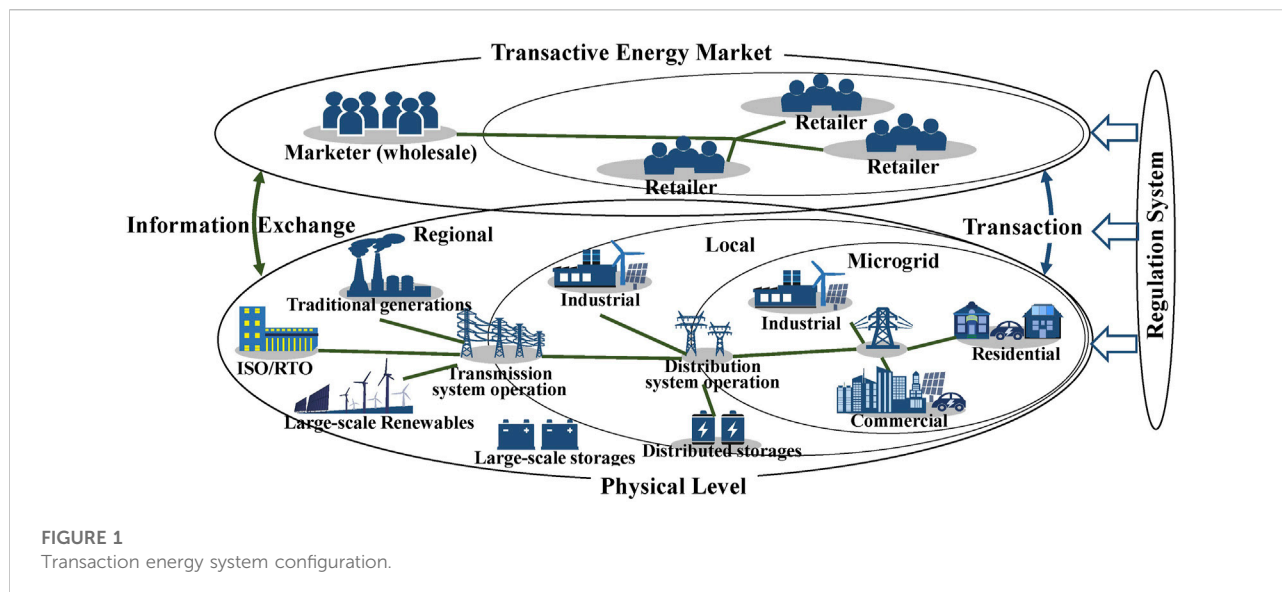 Transactive Energy Market
Marketer (wholesale)
Retailer
Retailer
Retailer
Information Exchange
Transaction
Regulation System
Regional
Local
Microgrid
Traditional generations
Industrial
Industrial
ISO/RTO
Transmission
system operation
Distribution
system operation
Residential
Large-scale Renewables
Commercial
Large-scale storages
Distributed storages
Physical Level
FIGURE 1
Transaction energy system configuration.